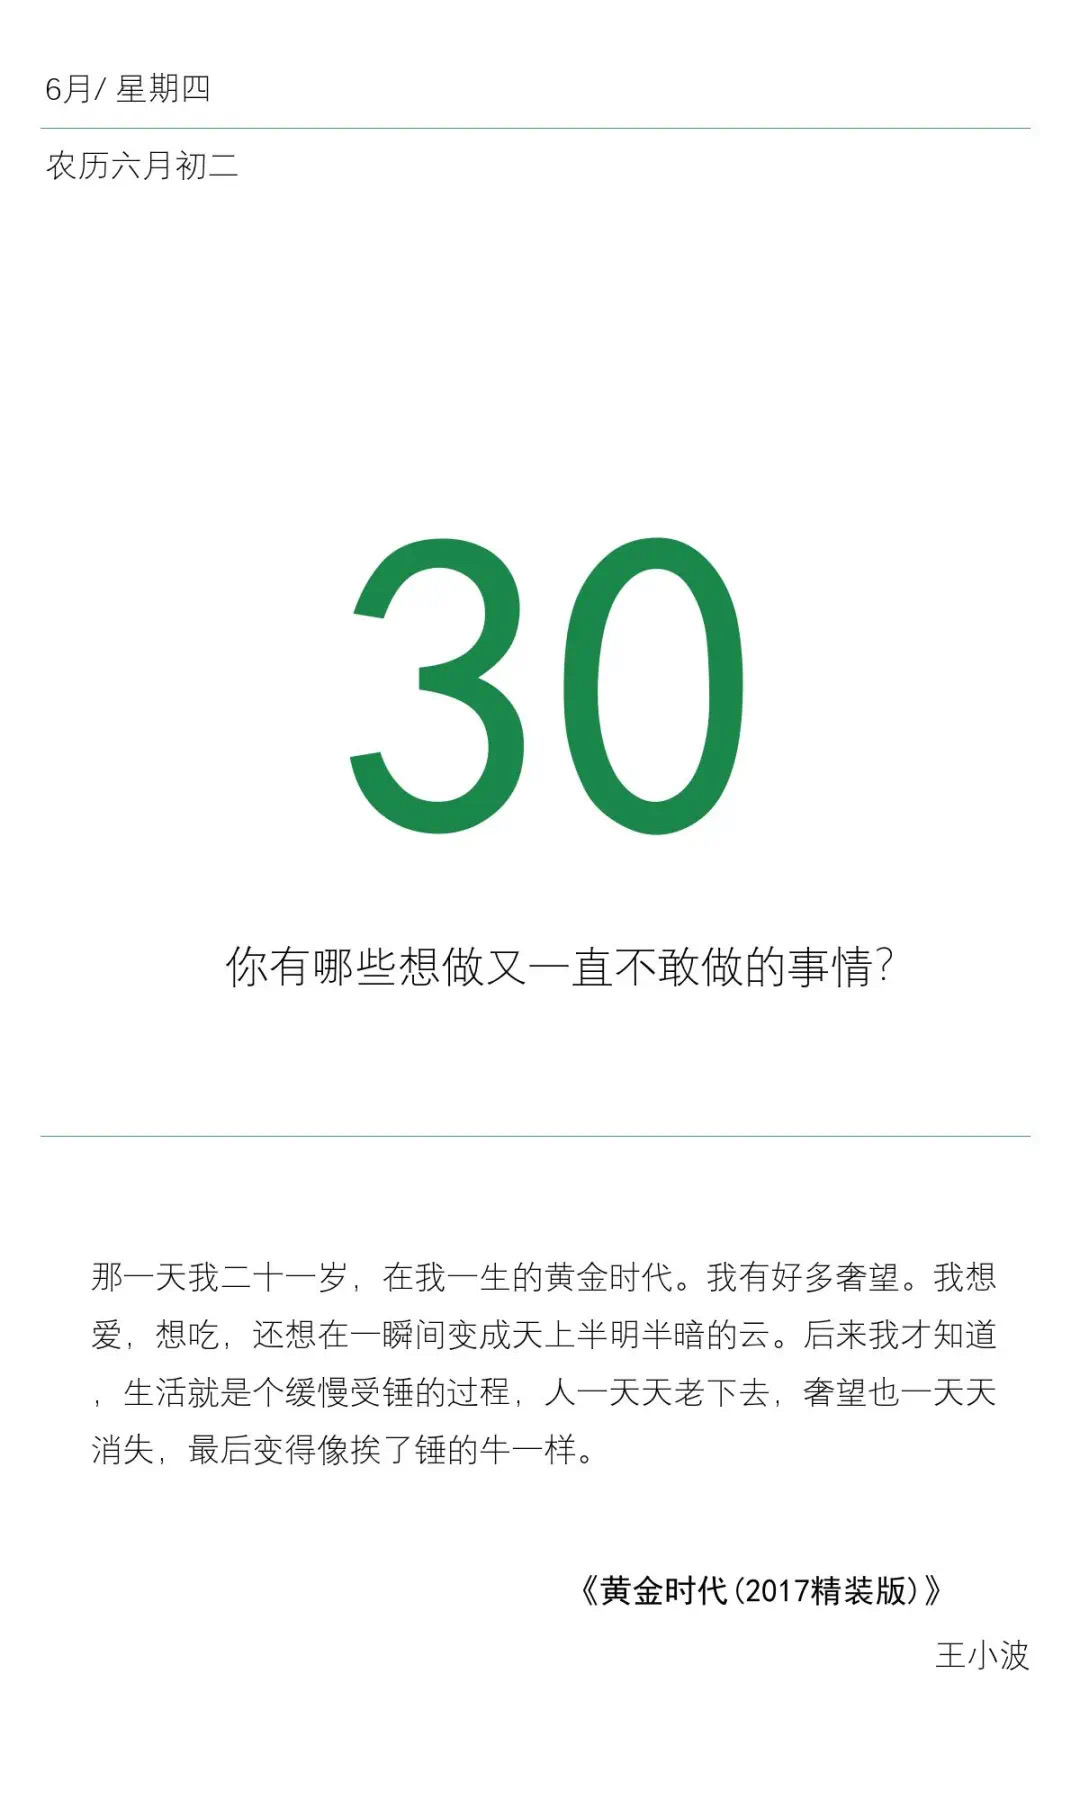 6月/ 星期四
农历六月初二
30
你有哪些想做又一直不敢做的事情?
那一天我二十一岁，在我一生的黄金时代。我有好多奢望。我想
爱，想吃，还想在一瞬间变成天上半明半暗的云。后来我才知道
，生活就是个缓慢受锤的过程，人一天天老下去，奢望也一天天
消失，最后变得像挨了锤的牛一样。
《黄金时代(2017精装版)》
王小波